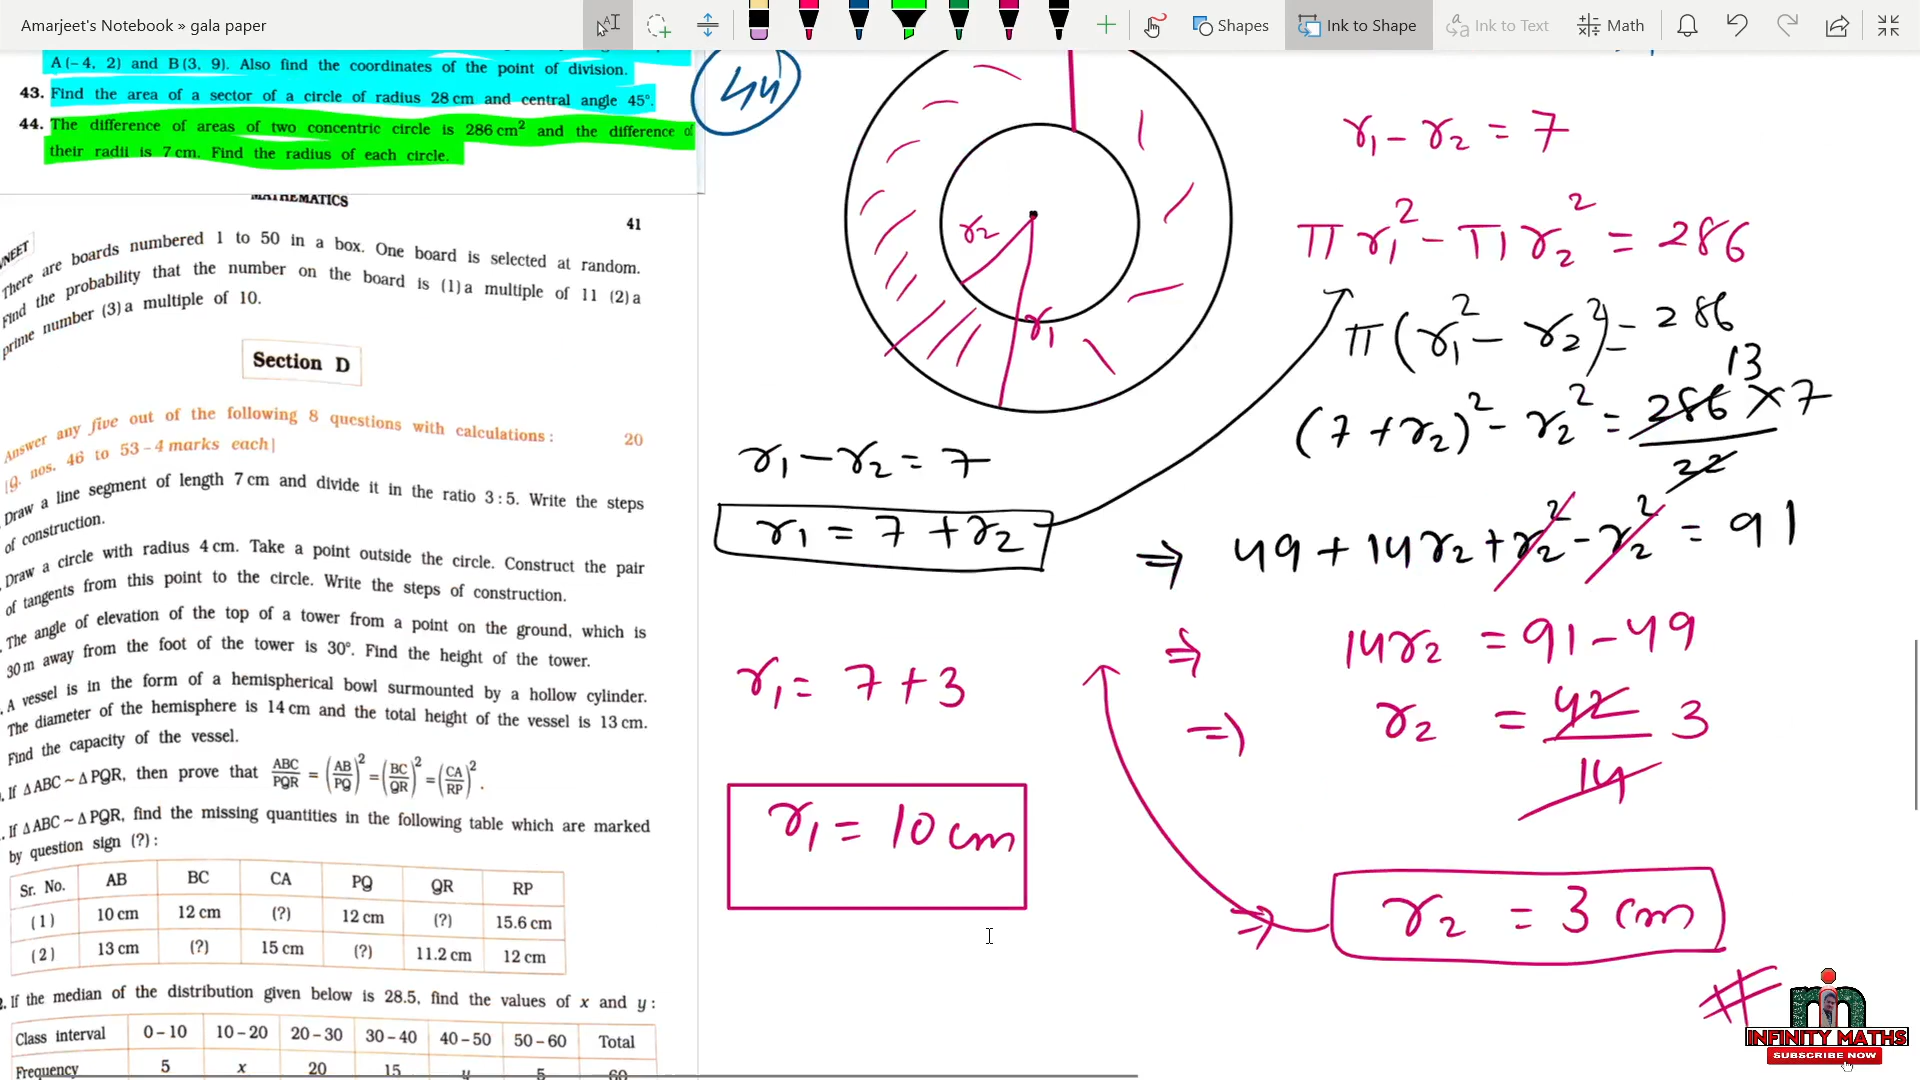 Amarjeet's Notebook » gala paper
Shapes
Ink to Shape
Ink to Text
Math
A(– 4, 2) and B(3, 9). Also find the coordinates of the point of division.
43. Find the area of a sector of a circle of radius 28 cm and central angle 45°.
44. The difference of areas of two concentric circle is 286 cm² and the difference of
their radii is 7 cm. Find the radius of each circle.
MATHEMATICS
41
There are boards numbered 1 to 50 in a box. One board is selected at random.
Find the probability that the number on the board is (1) a multiple of 11 (2) a
prime number (3) a multiple of 10.
Section D
Answer any five out of the following 8 questions with calculations :
20
nos. 46 to 53 – 4 marks each]
Draw a line segment of length 7 cm and divide it in the ratio 3 : 5. Write the steps
of construction.
Draw a circle with radius 4 cm. Take a point outside the circle. Construct the pair
of tangents from this point to the circle. Write the steps of construction.
The angle of elevation of the top of a tower from a point on the ground, which is
30 m away from the foot of the tower is 30°. Find the height of the tower.
A vessel is in the form of a hemispherical bowl surmounted by a hollow cylinder.
The diameter of the hemisphere is 14 cm and the total height of the vessel is 13 cm.
Find the capacity of the vessel.
If Δ ABC ~ Δ PQR, then prove that ABC/PQR = (AB/PQ)² = (BC/QR)² = (CA/RP)².
If Δ ABC ~ Δ PQR, find the missing quantities in the following table which are marked
by question sign (?) :
Sr. No. AB BC CA PQ QR RP
(1) 10 cm 12 cm (?) 12 cm (?) 15.6 cm
(2) 13 cm (?) 15 cm (?) 11.2 cm 12 cm
If the median of the distribution given below is 28.5, find the values of x and y :
Class interval 0 – 10 10 – 20 20 – 30 30 – 40 40 – 50 50 – 60 Total
Frequency 5 x 20 15 y 5 60
44
r2
r1
r1 – r2 = 7
r1 = 7 + r2
r1 = 7 + 3
r1 = 10 cm
r1 – r2 = 7
π r1² – π r2² = 286
π (r1² – r2²) = 286
13
(7 + r2)² – r2² = 286 × 7 / 22
⇒ 49 + 14 r2 + r2² – r2² = 91
⇒ 14 r2 = 91 – 49
⇒ r2 = 42 / 14 3
⇒ r2 = 3 cm
#
INFINITY MATHS
SUBSCRIBE NOW